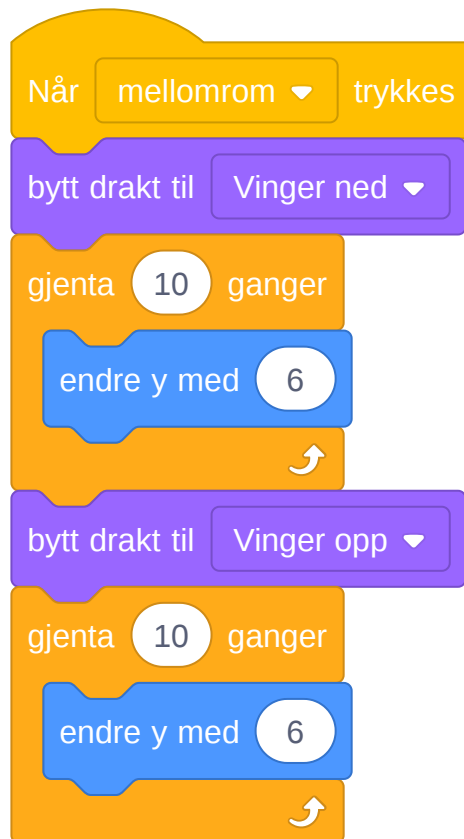 Når mellomrom trykkes
bytt drakt til Vinger ned
gjenta 10 ganger
endre y med 6
bytt drakt til Vinger opp
gjenta 10 ganger
endre y med 6